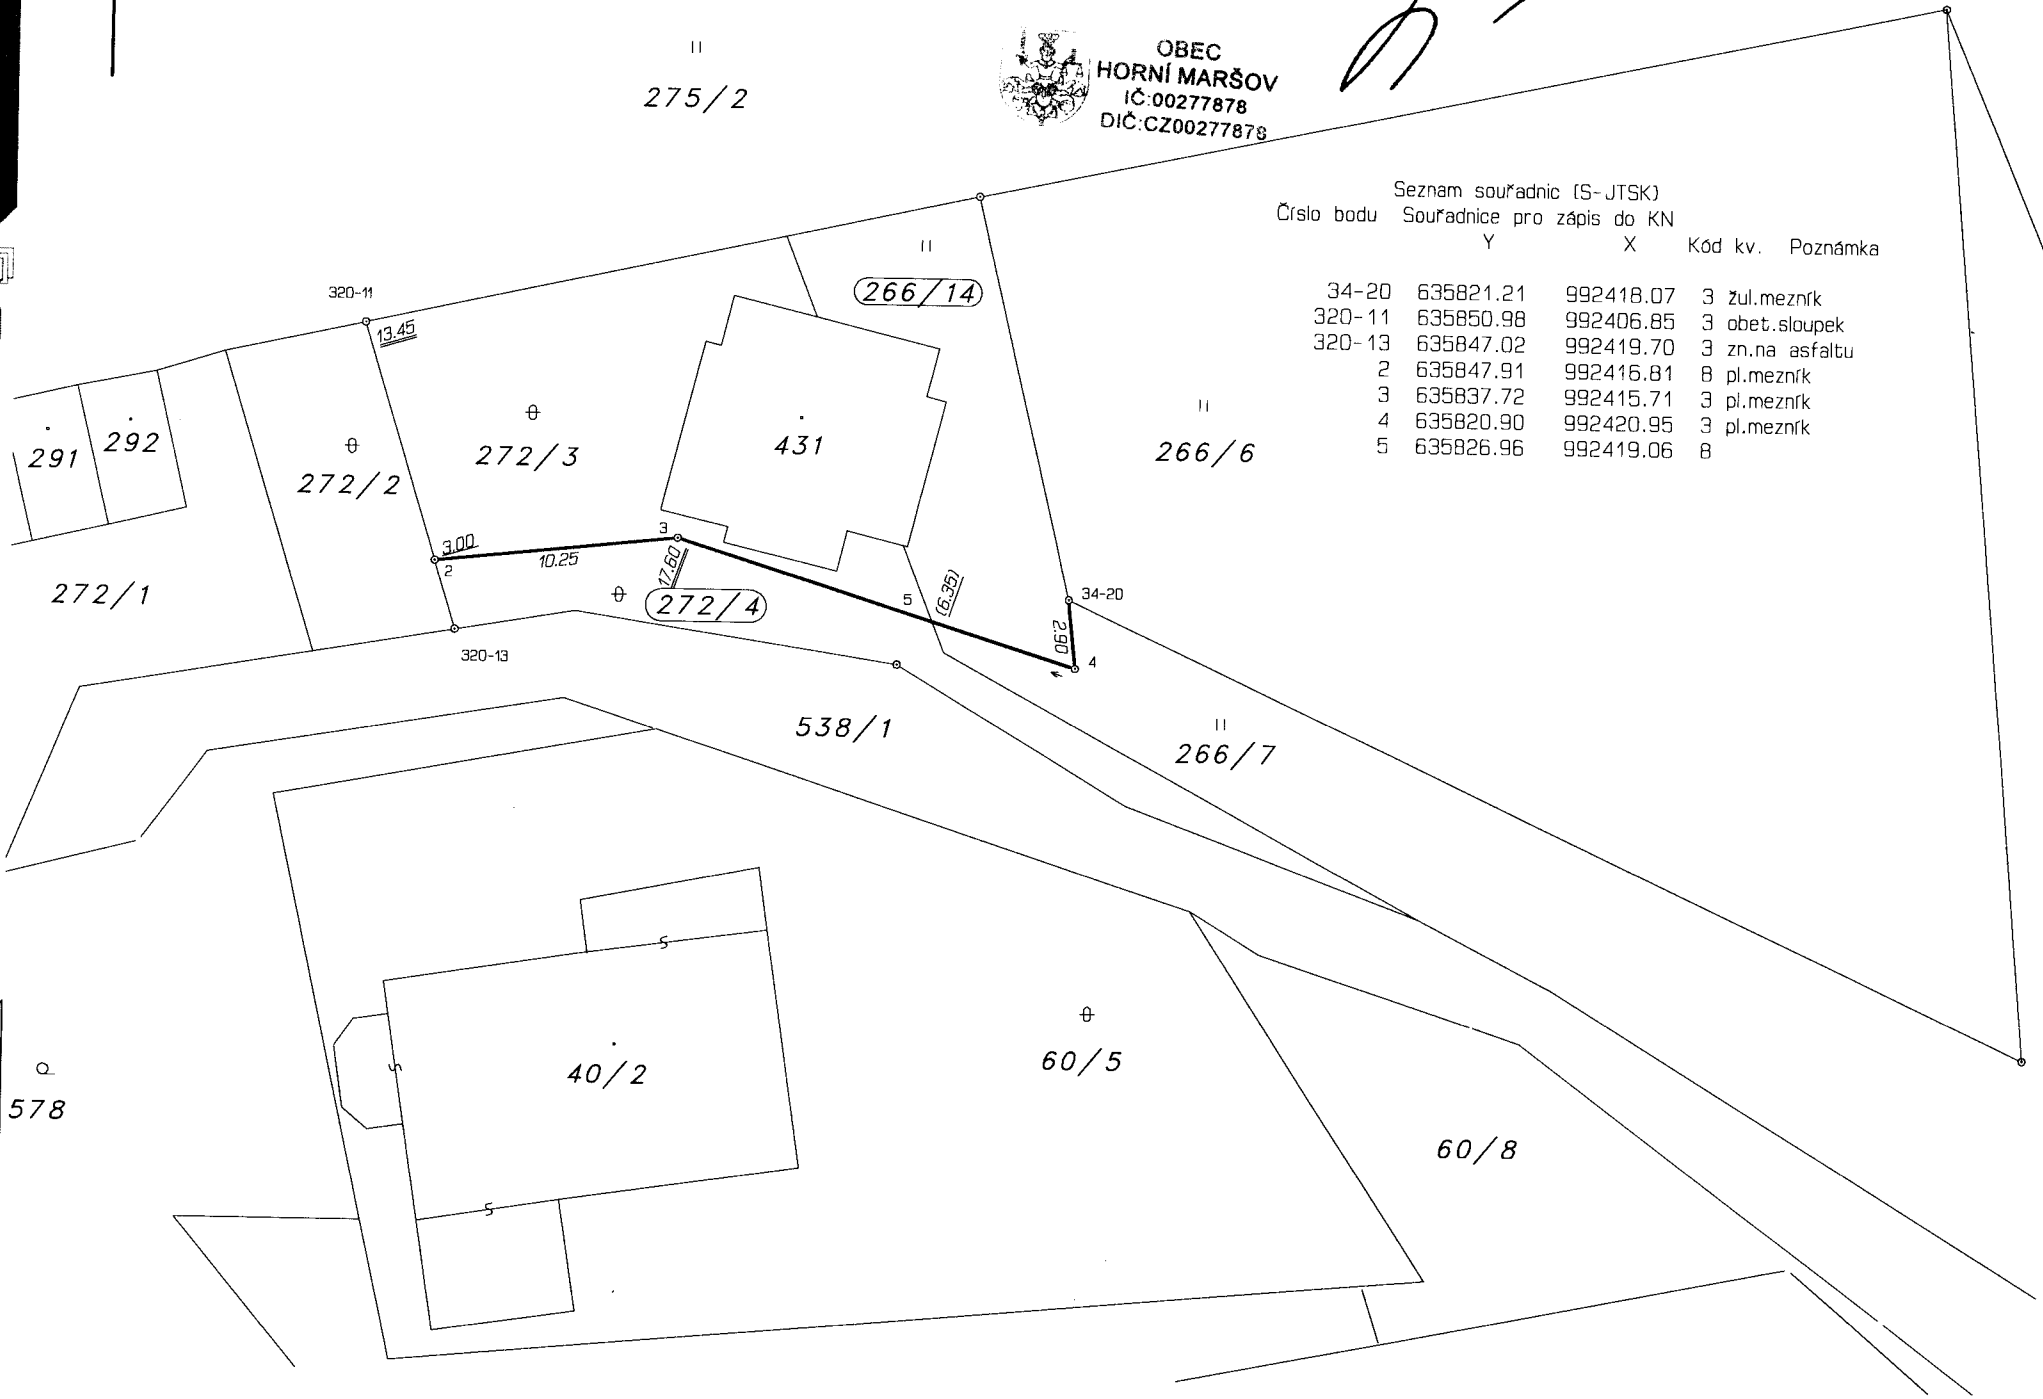 275/2
OBEC
HORNÍ MARŠOV
IČ:00277878
DIČ:CZ00277878
Seznam souřadnic (S-JTSK)
Číslo bodu Souřadnice pro zápis do KN
Y X Kód kv. Poznámka
34-20 635821.21 992418.07 3 žul.mezník
320-11 635850.98 992406.85 3 obet.sloupek
320-13 635847.02 992419.70 3 zn.na asfaltu
2 635847.91 992416.81 8 pl.mezník
3 635837.72 992415.71 3 pl.mezník
4 635820.90 992420.95 3 pl.mezník
5 635826.96 992419.06 8
266/14
320-11
13.45
291
292
272/2
272/3
431
266/6
3.00
2
10.25
3
17.60
272/1
272/4
5
(6.35)
34-20
2.90
4
320-13
538/1
266/7
40/2
60/5
578
60/8